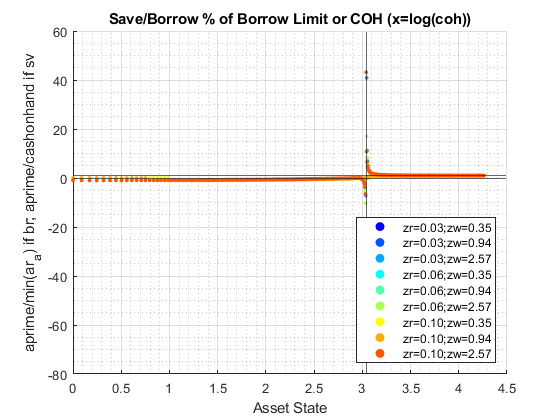 Save/Borrow % of Borrow Limit or COH (x=log(coh))
aprime/min(ar_a) if br; aprime/cashonhand if sv
60
40
20
0
-20
-40
-60
-80
zr=0.03;zw=0.35
zr=0.03;zw=0.94
zr=0.03;zw=2.57
zr=0.06;zw=0.35
zr=0.06;zw=0.94
zr=0.06;zw=2.57
zr=0.10;zw=0.35
zr=0.10;zw=0.94
zr=0.10;zw=2.57
0 0.5 1 1.5 2 2.5 3 3.5 4 4.5
Asset State